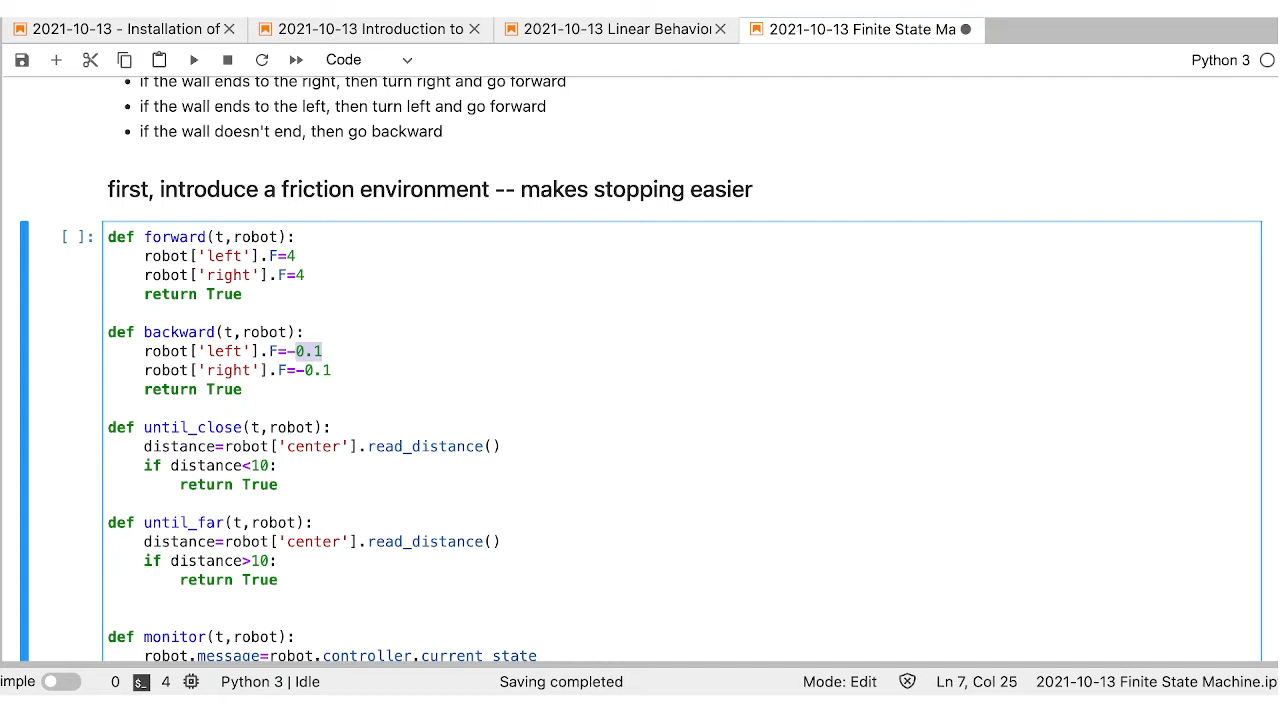 2021-10-13 - Installation of
2021-10-13 Introduction to
2021-10-13 Linear Behavior
2021-10-13 Finite State Ma
Code
Python 3
• if the wall ends to the right, then turn right and go forward
• if the wall ends to the left, then turn left and go forward
• if the wall doesn't end, then go backward
first, introduce a friction environment -- makes stopping easier
[ ]:
def forward(t,robot):
    robot['left'].F=4
    robot['right'].F=4
    return True

def backward(t,robot):
    robot['left'].F=-0.1
    robot['right'].F=-0.1
    return True

def until_close(t,robot):
    distance=robot['center'].read_distance()
    if distance<10:
        return True

def until_far(t,robot):
    distance=robot['center'].read_distance()
    if distance>10:
        return True

def monitor(t,robot):
    robot.message=robot.controller.current_state
imple 0 $_ 4 Python 3 | Idle Saving completed Mode: Edit Ln 7, Col 25 2021-10-13 Finite State Machine.ip